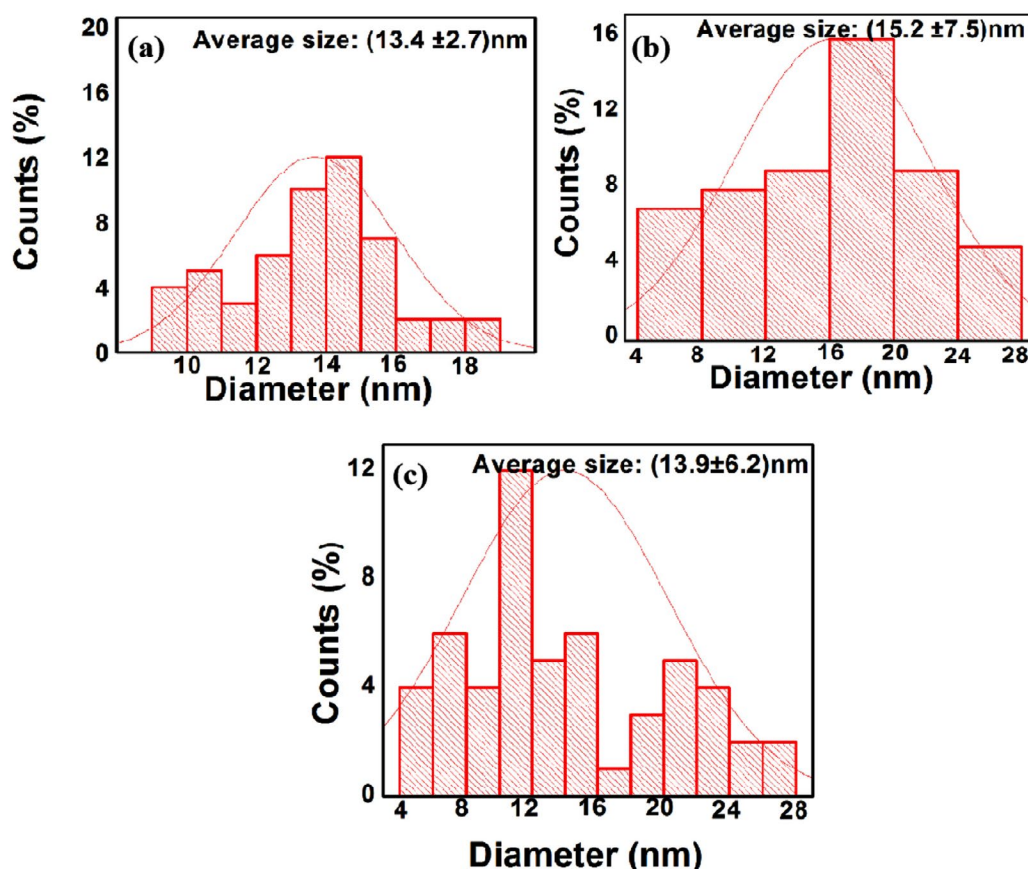 (a)
Average size: (13.4 ±2.7)nm
Counts (%)
20
16
12
8
4
0
10 12 14 16 18
Diameter (nm)
(b)
Average size: (15.2 ±7.5)nm
Counts (%)
16
12
8
4
0
4 8 12 16 20 24 28
Diameter (nm)
(c)
Average size: (13.9±6.2)nm
Counts (%)
12
8
4
0
4 8 12 16 20 24 28
Diameter (nm)